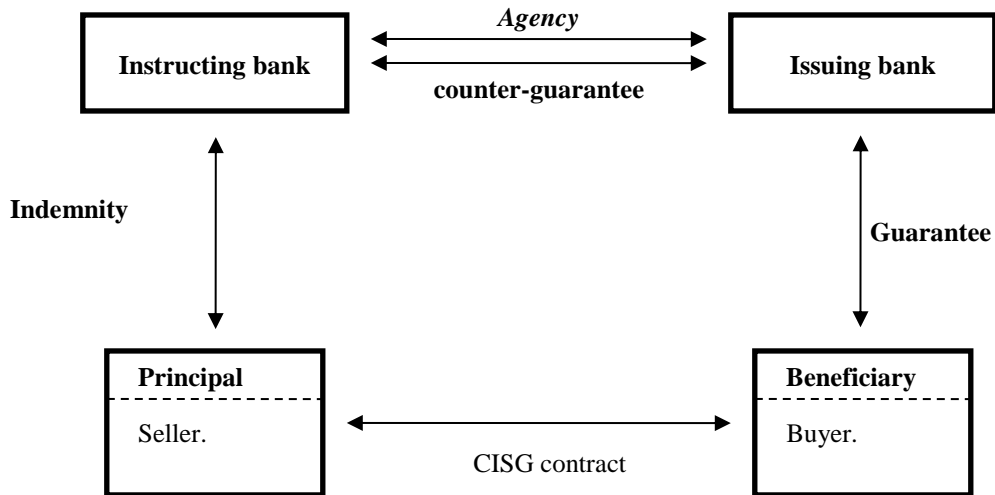 Agency
Instructing bank
Issuing bank
counter-guarantee
Indemnity
Guarantee
Principal
Beneficiary
Seller.
Buyer.
CISG contract